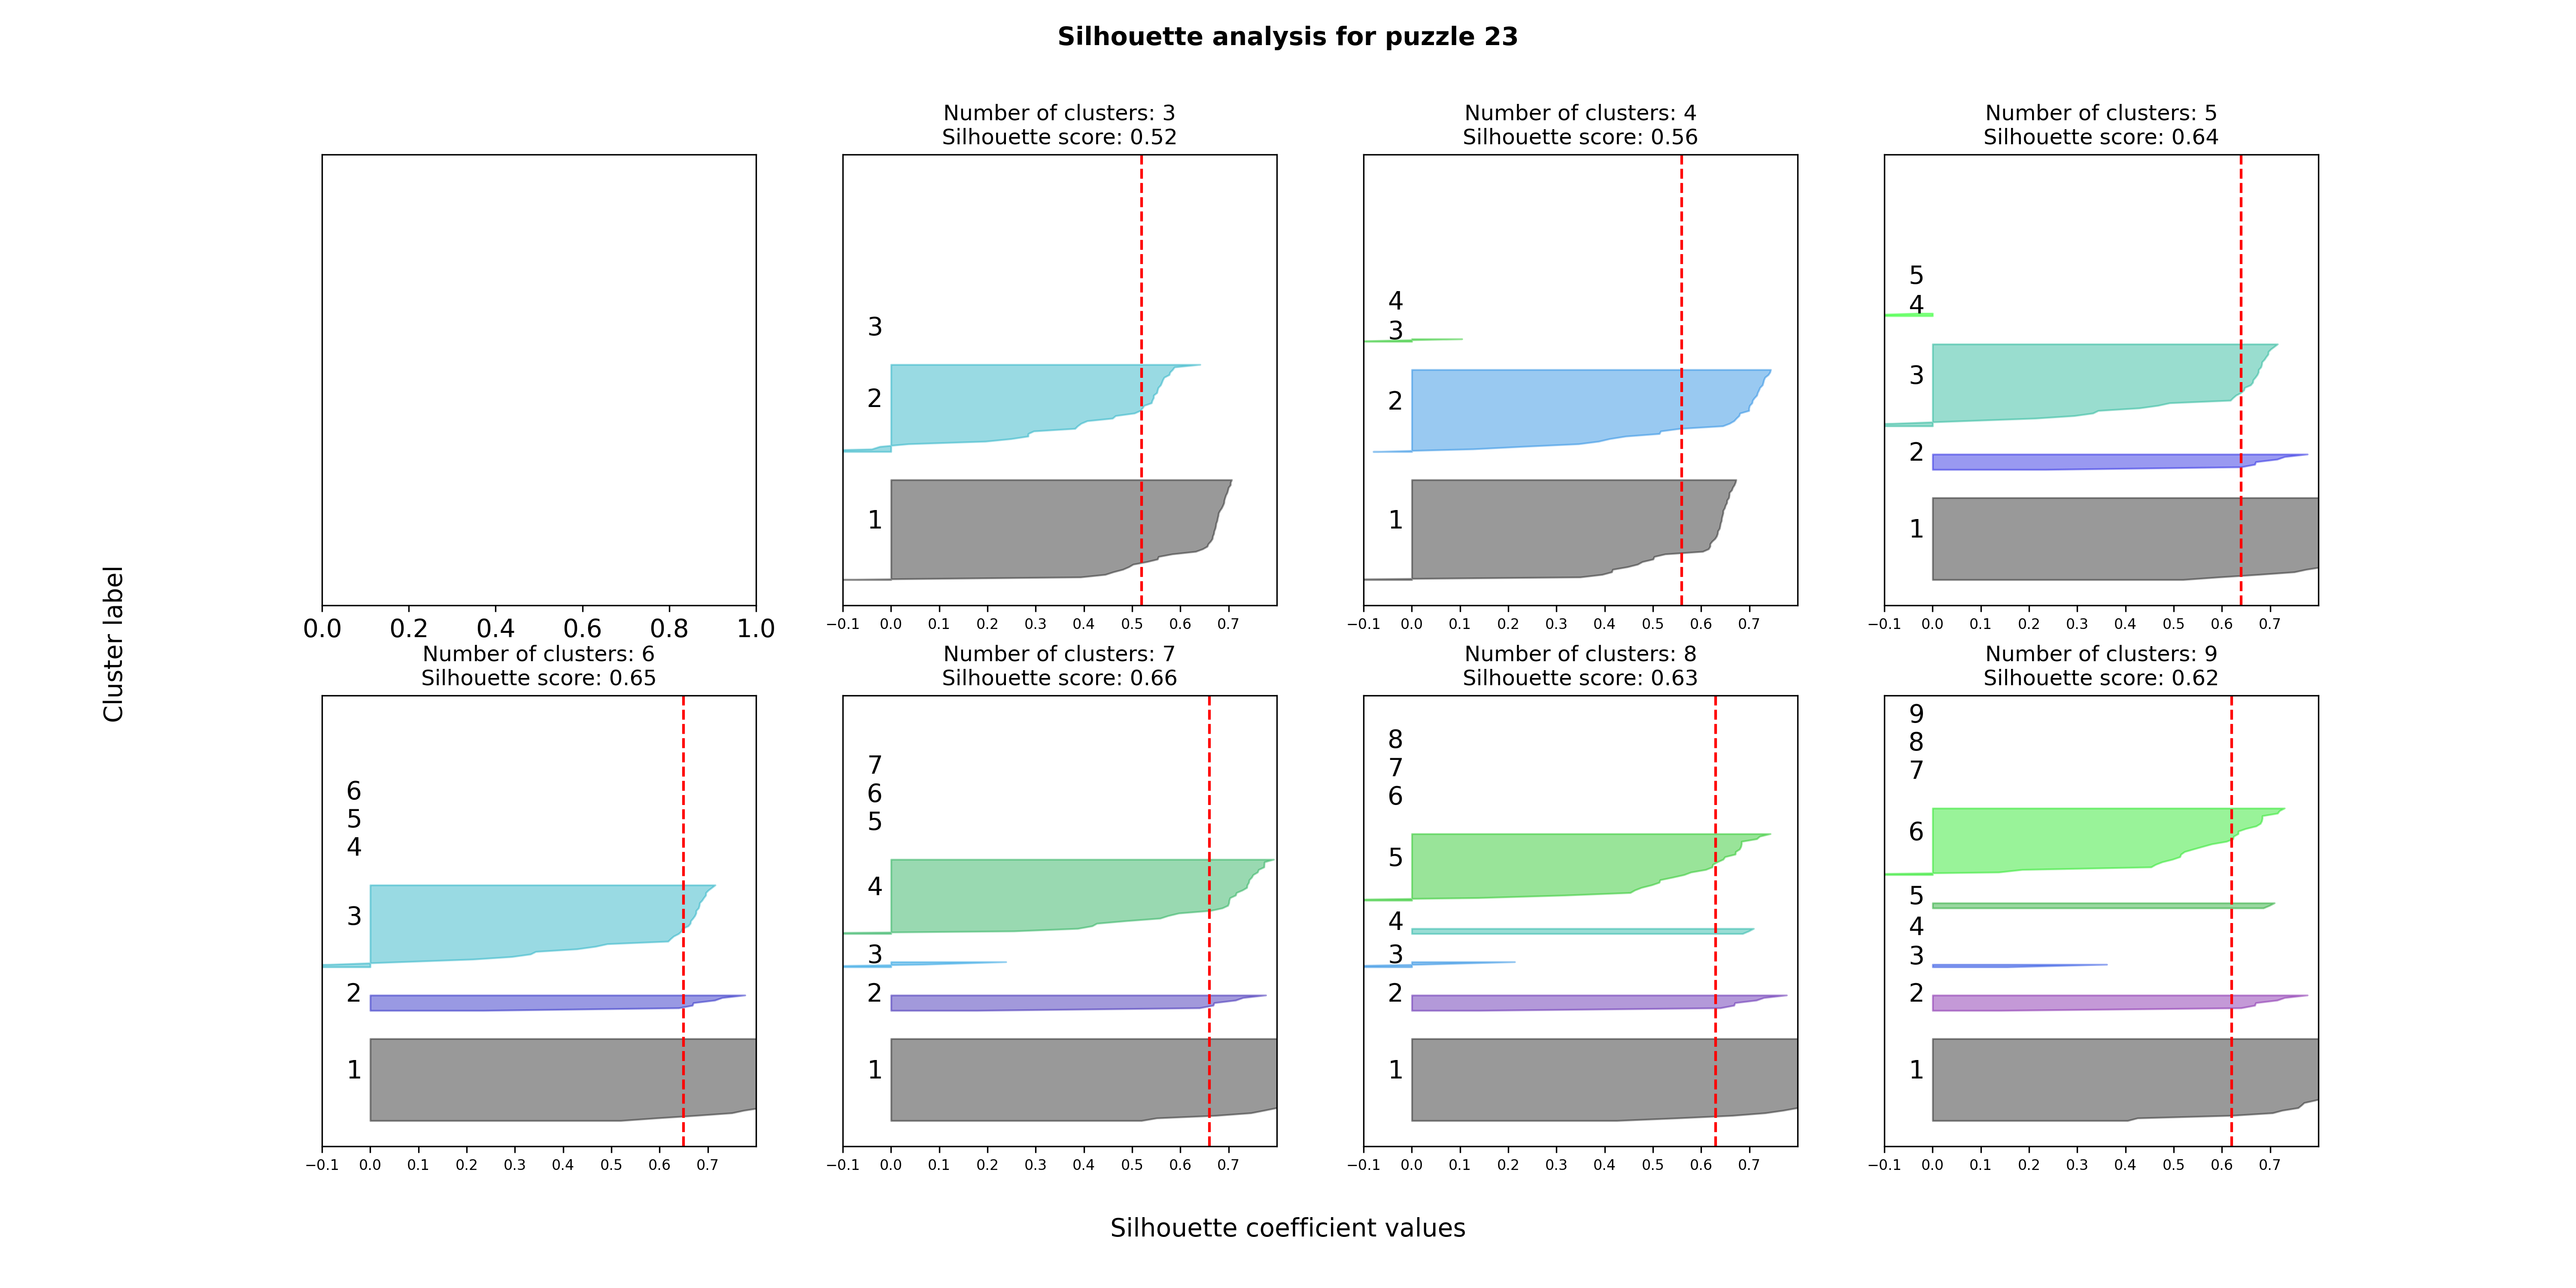 Silhouette analysis for puzzle 23
Number of clusters: 3
Silhouette score: 0.52
Number of clusters: 4
Silhouette score: 0.56
Number of clusters: 5
Silhouette score: 0.64
0.0 0.2 0.4 0.6 0.8 1.0
3
2
1
−0.1 0.0 0.1 0.2 0.3 0.4 0.5 0.6 0.7
4
3
2
1
−0.1 0.0 0.1 0.2 0.3 0.4 0.5 0.6 0.7
5
4
3
2
1
−0.1 0.0 0.1 0.2 0.3 0.4 0.5 0.6 0.7
Cluster label
Number of clusters: 6
Silhouette score: 0.65
6
5
4
3
2
1
−0.1 0.0 0.1 0.2 0.3 0.4 0.5 0.6 0.7
Number of clusters: 7
Silhouette score: 0.66
7
6
5
4
3
2
1
−0.1 0.0 0.1 0.2 0.3 0.4 0.5 0.6 0.7
Number of clusters: 8
Silhouette score: 0.63
8
7
6
5
4
3
2
1
−0.1 0.0 0.1 0.2 0.3 0.4 0.5 0.6 0.7
Number of clusters: 9
Silhouette score: 0.62
9
8
7
6
5
4
3
2
1
−0.1 0.0 0.1 0.2 0.3 0.4 0.5 0.6 0.7
Silhouette coefficient values